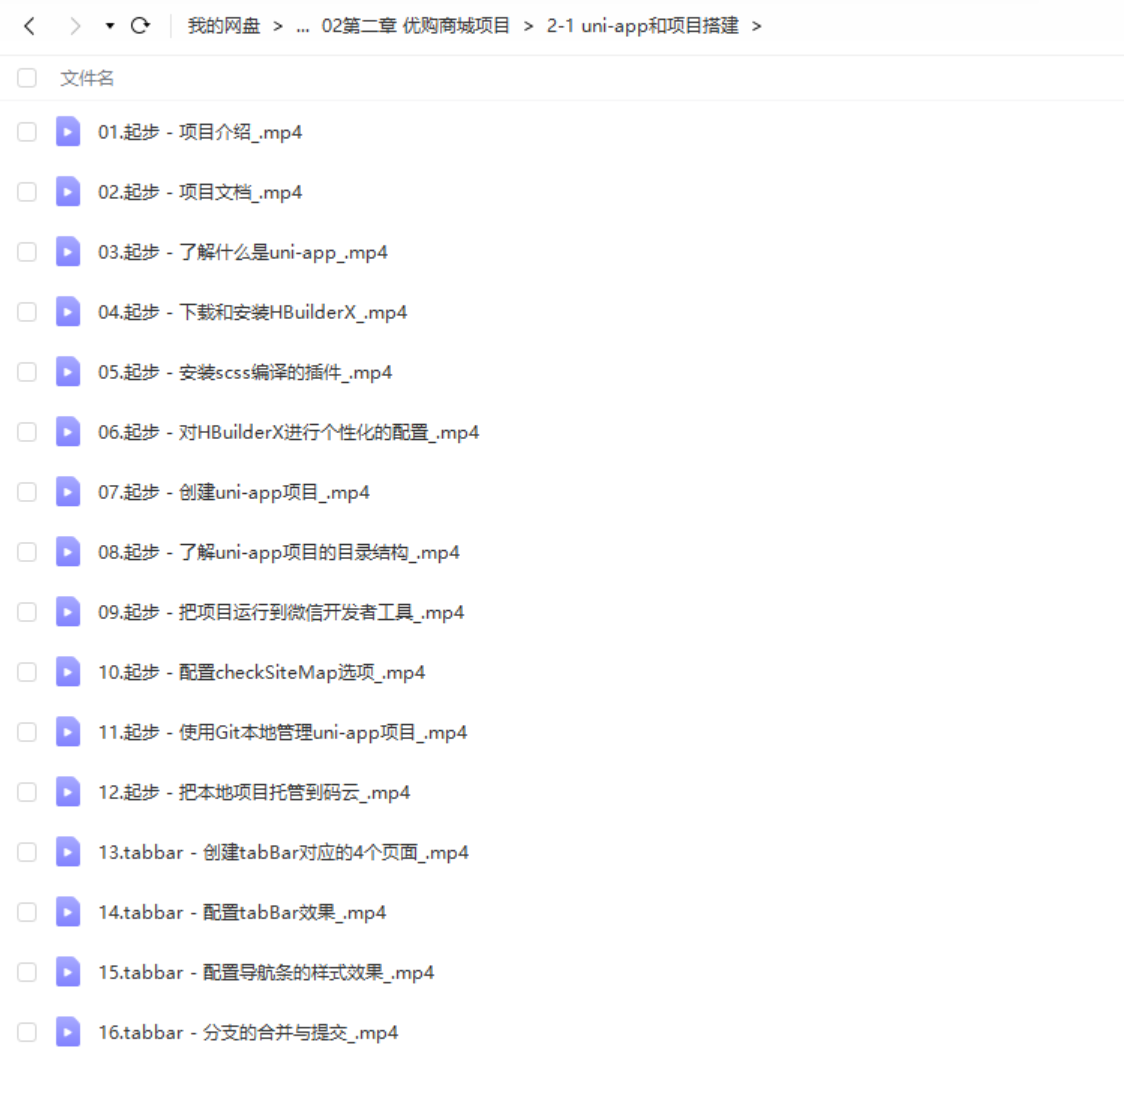 我的网盘 > ... 02第二章 优购商城项目 > 2-1 uni-app和项目搭建 >
文件名
01.起步 - 项目介绍_.mp4
02.起步 - 项目文档_.mp4
03.起步 - 了解什么是uni-app_.mp4
04.起步 - 下载和安装HBuilderX_.mp4
05.起步 - 安装scss编译的插件_.mp4
06.起步 - 对HBuilderX进行个性化的配置_.mp4
07.起步 - 创建uni-app项目_.mp4
08.起步 - 了解uni-app项目的目录结构_.mp4
09.起步 - 把项目运行到微信开发者工具_.mp4
10.起步 - 配置checkSiteMap选项_.mp4
11.起步 - 使用Git本地管理uni-app项目_.mp4
12.起步 - 把本地项目托管到码云_.mp4
13.tabbar - 创建tabBar对应的4个页面_.mp4
14.tabbar - 配置tabBar效果_.mp4
15.tabbar - 配置导航条的样式效果_.mp4
16.tabbar - 分支的合并与提交_.mp4